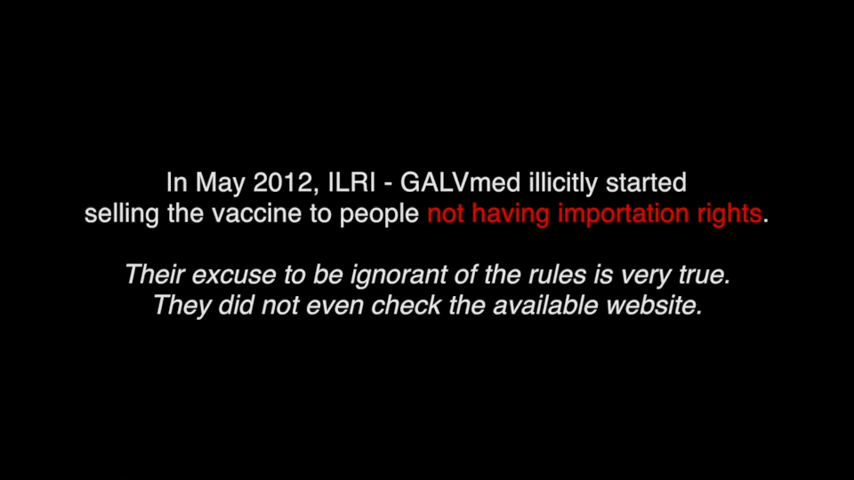 In May 2012, ILRI - GALVmed illicitly started
selling the vaccine to people not having importation rights.
Their excuse to be ignorant of the rules is very true.
They did not even check the available website.